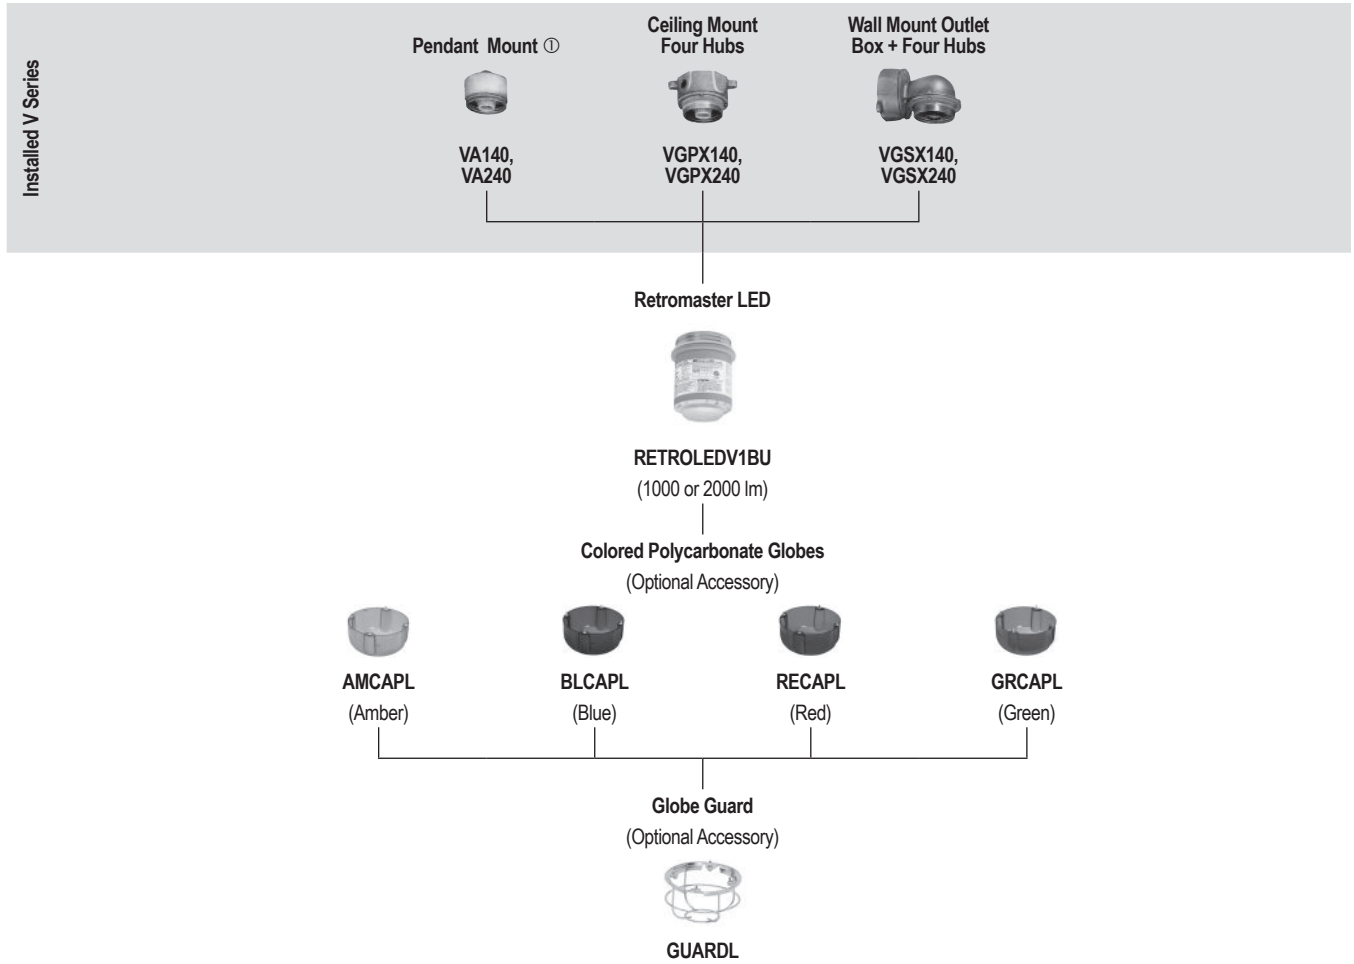 Installed V Series
Pendant Mount ①
Ceiling Mount
Four Hubs
Wall Mount Outlet
Box + Four Hubs
VA140,
VA240
VGPX140,
VGPX240
VGSX140,
VGSX240
Retromaster LED
RETROLEDV1BU
(1000 or 2000 lm)
Colored Polycarbonate Globes
(Optional Accessory)
AMCAPL
(Amber)
BLCAPL
(Blue)
RECAPL
(Red)
GRCAPL
(Green)
Globe Guard
(Optional Accessory)
GUARDL